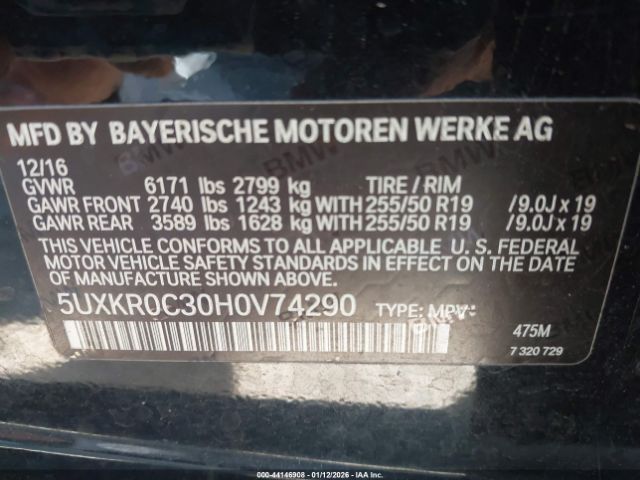 MFD BY BAYERISCHE MOTOREN WERKE AG
12/16
GVWR 6171 lbs 2799 kg TIRE / RIM
GAWR FRONT 2740 lbs 1243 kg WITH 255/50 R19 /9.0J x 19
GAWR REAR 3589 lbs 1628 kg WITH 255/50 R19 /9.0J x 19
THIS VEHICLE CONFORMS TO ALL APPLICABLE U. S. FEDERAL
MOTOR VEHICLE SAFETY STANDARDS IN EFFECT ON THE DATE
OF MANUFACTURE SHOWN ABOVE.
5UXKR0C30H0V74290 TYPE: MPV
475M
7 320 729
STOCK #: 44146908 | 01/12/2026 | © IAA Inc.